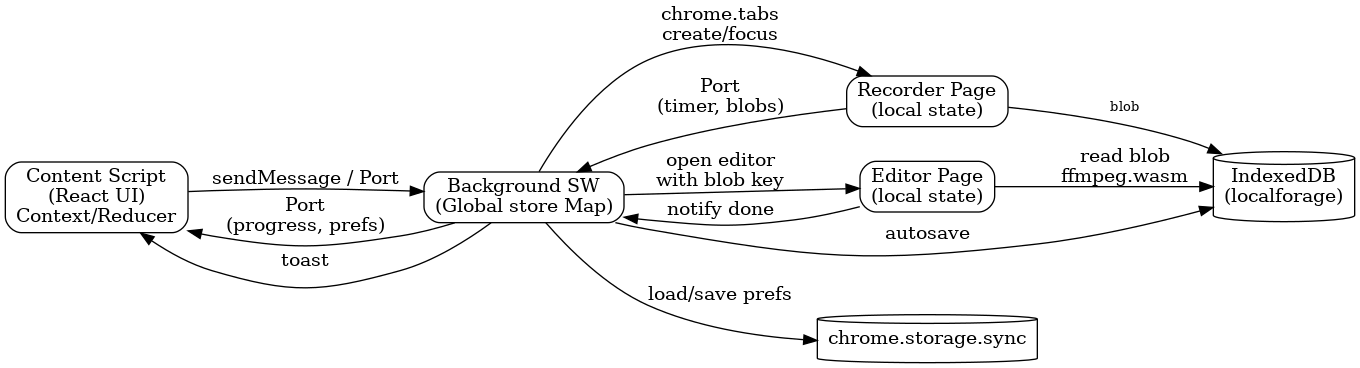 chrome.tabs
create/focus
Port
(timer, blobs)
Recorder Page
(local state)
blob
Content Script
(React UI)
Context/Reducer
sendMessage / Port
Port
(progress, prefs)
toast
Background SW
(Global store Map)
open editor
with blob key
notify done
Editor Page
(local state)
read blob
ffmpeg.wasm
IndexedDB
(localforage)
autosave
load/save prefs
chrome.storage.sync